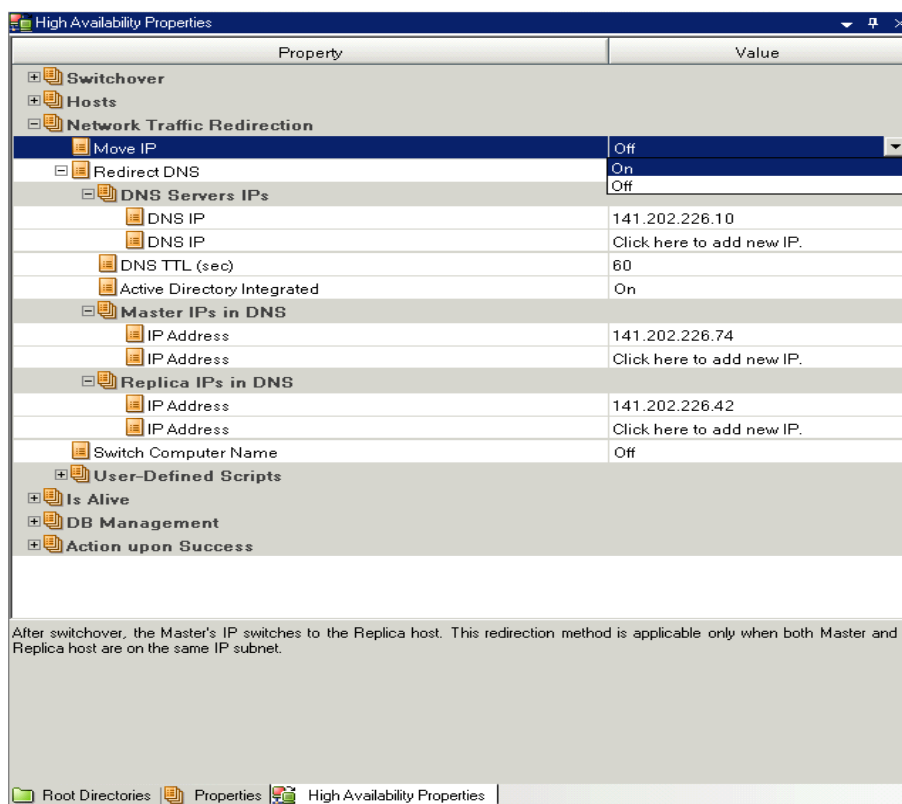 High Availability Properties
Property Value
Switchover
Hosts
Network Traffic Redirection
Move IP Off
On
Redirect DNS
Off
DNS Servers IPs
DNS IP 141.202.226.10
DNS IP Click here to add new IP.
DNS TTL (sec) 60
Active Directory Integrated On
Master IPs in DNS
IP Address 141.202.226.74
IP Address Click here to add new IP.
Replica IPs in DNS
IP Address 141.202.226.42
IP Address Click here to add new IP.
Switch Computer Name Off
User-Defined Scripts
Is Alive
DB Management
Action upon Success
After switchover, the Master's IP switches to the Replica host. This redirection method is applicable only when both Master and
Replica host are on the same IP subnet.
Root Directories Properties High Availability Properties